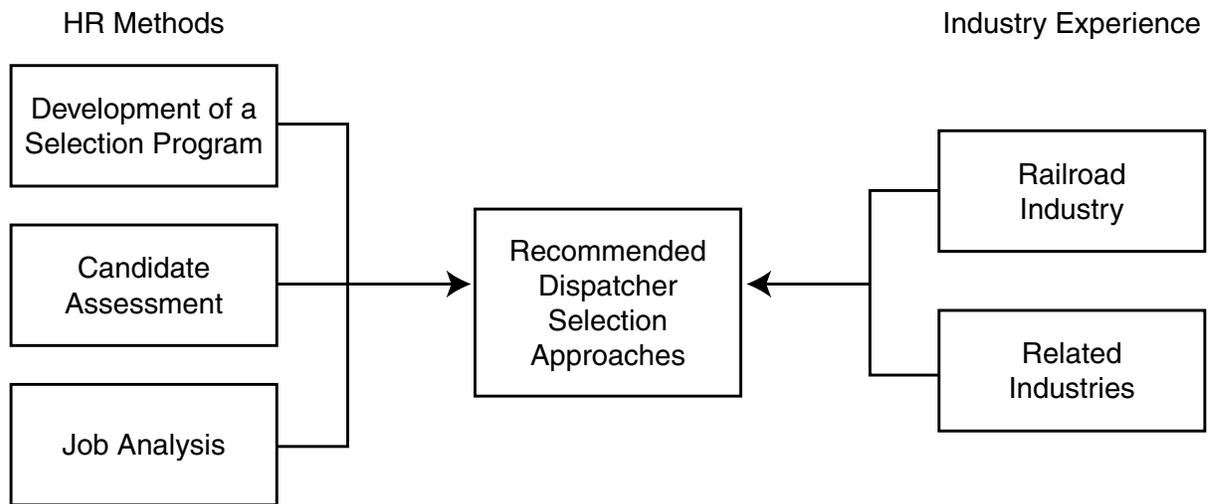 HR Methods
Industry Experience
Development of a
Selection Program
Candidate
Assessment
Job Analysis
Recommended
Dispatcher
Selection
Approaches
Railroad
Industry
Related
Industries